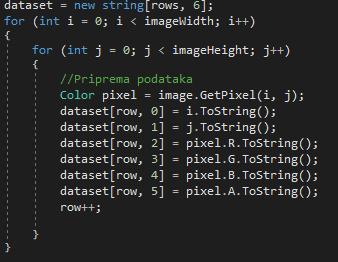 dataset = new string[rows, 6];
for (int i = 0; i < imageWidth; i++)
{
for (int j = 0; j < imageHeight; j++)
{
//Priprema podataka
Color pixel = image.GetPixel(i, j);
dataset[row, 0] = i.ToString();
dataset[row, 1] = j.ToString();
dataset[row, 2] = pixel.R.ToString();
dataset[row, 3] = pixel.G.ToString();
dataset[row, 4] = pixel.B.ToString();
dataset[row, 5] = pixel.A.ToString();
row++;
}
}